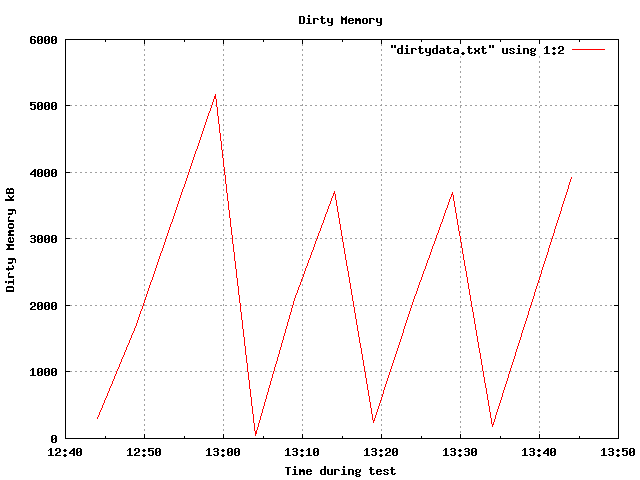 Dirty Memory
"dirtydata.txt" using 1:2
6000
5000
4000
3000
2000
1000
0
Dirty Memory kB
12:40 12:50 13:00 13:10 13:20 13:30 13:40 13:50
Time during test